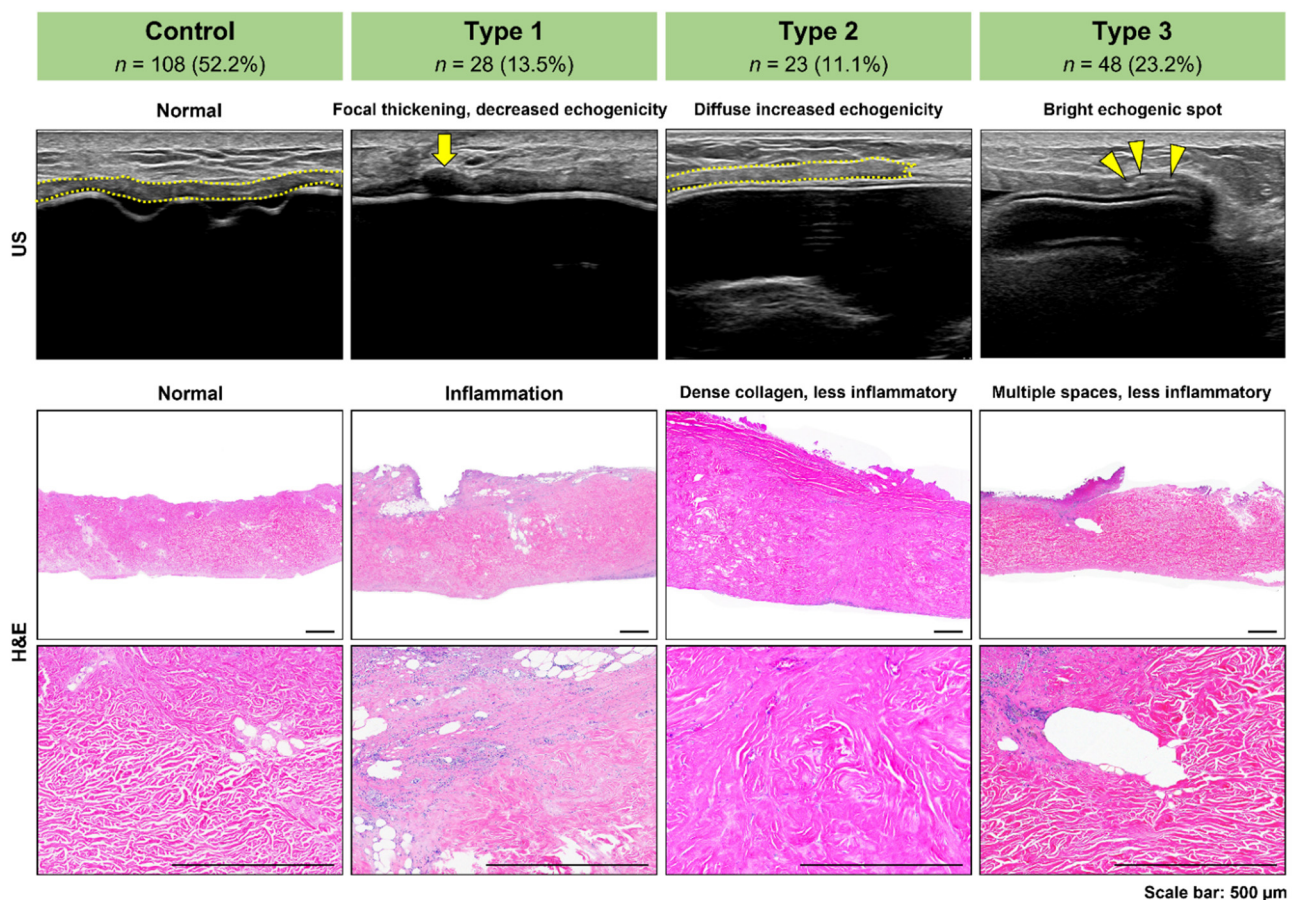 Control
n = 108 (52.2%)
Type 1
n = 28 (13.5%)
Type 2
n = 23 (11.1%)
Type 3
n = 48 (23.2%)
Normal
Focal thickening, decreased echogenicity
Diffuse increased echogenicity
Bright echogenic spot
US
Normal
Inflammation
Dense collagen, less inflammatory
Multiple spaces, less inflammatory
H&E
Scale bar: 500 µm